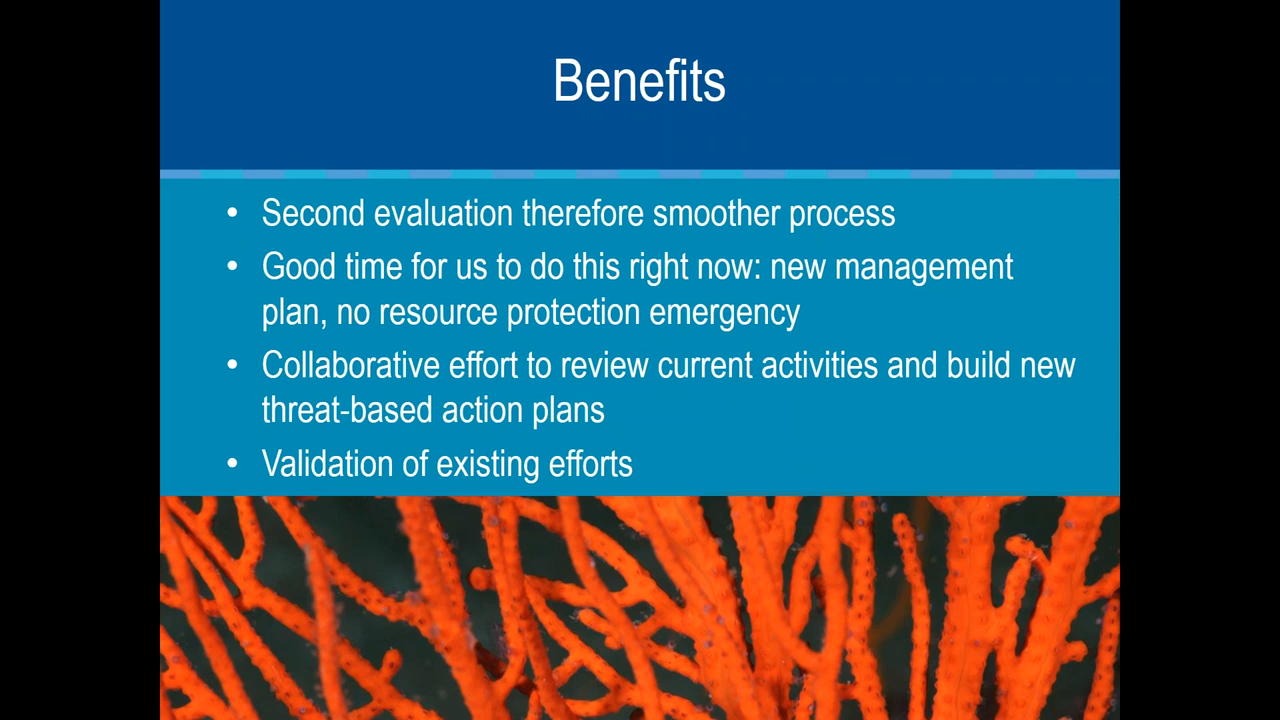 Benefits
• Second evaluation therefore smoother process
• Good time for us to do this right now: new management
plan, no resource protection emergency
• Collaborative effort to review current activities and build new
threat-based action plans
• Validation of existing efforts